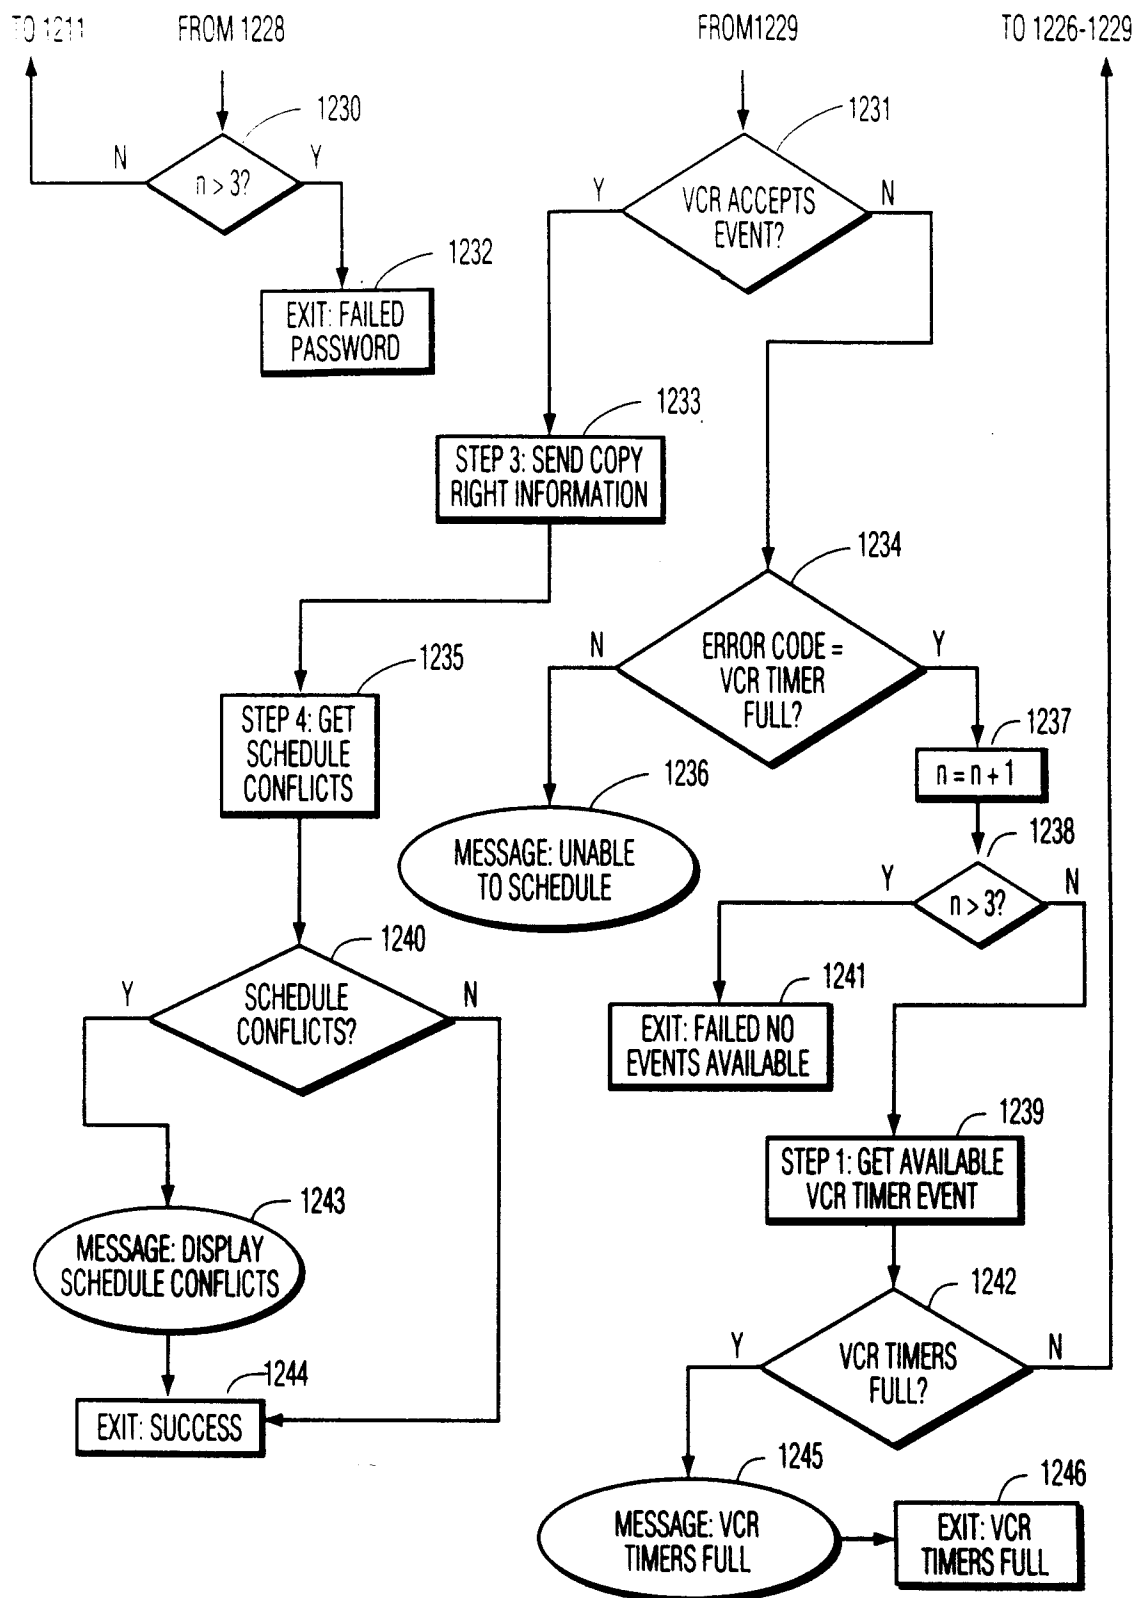 TO 1211
FROM 1228
FROM1229
TO 1226-1229
1230
N
Y
n > 3?
1231
Y
N
VCR ACCEPTS
EVENT?
1232
EXIT: FAILED
PASSWORD
1233
STEP 3: SEND COPY
RIGHT INFORMATION
1234
N
Y
ERROR CODE =
VCR TIMER
FULL?
1235
STEP 4: GET
SCHEDULE
CONFLICTS
1236
MESSAGE: UNABLE
TO SCHEDULE
1237
n = n + 1
1238
Y
N
n > 3?
1240
Y
N
SCHEDULE
CONFLICTS?
1241
EXIT: FAILED NO
EVENTS AVAILABLE
1239
STEP 1: GET AVAILABLE
VCR TIMER EVENT
1243
MESSAGE: DISPLAY
SCHEDULE CONFLICTS
1242
Y
N
VCR TIMERS
FULL?
1244
EXIT: SUCCESS
1245
MESSAGE: VCR
TIMERS FULL
1246
EXIT: VCR
TIMERS FULL